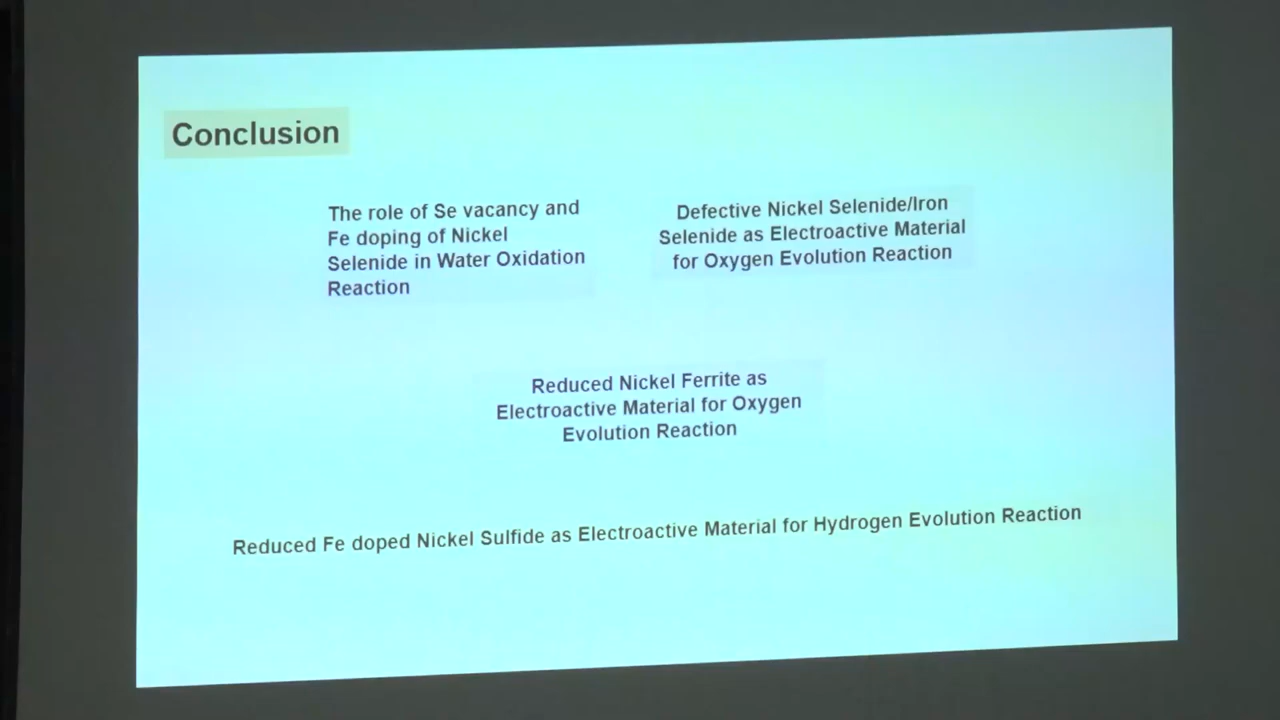 Conclusion
The role of Se vacancy and
Fe doping of Nickel
Selenide in Water Oxidation
Reaction
Defective Nickel Selenide/Iron
Selenide as Electroactive Material
for Oxygen Evolution Reaction
Reduced Nickel Ferrite as
Electroactive Material for Oxygen
Evolution Reaction
Reduced Fe doped Nickel Sulfide as Electroactive Material for Hydrogen Evolution Reaction